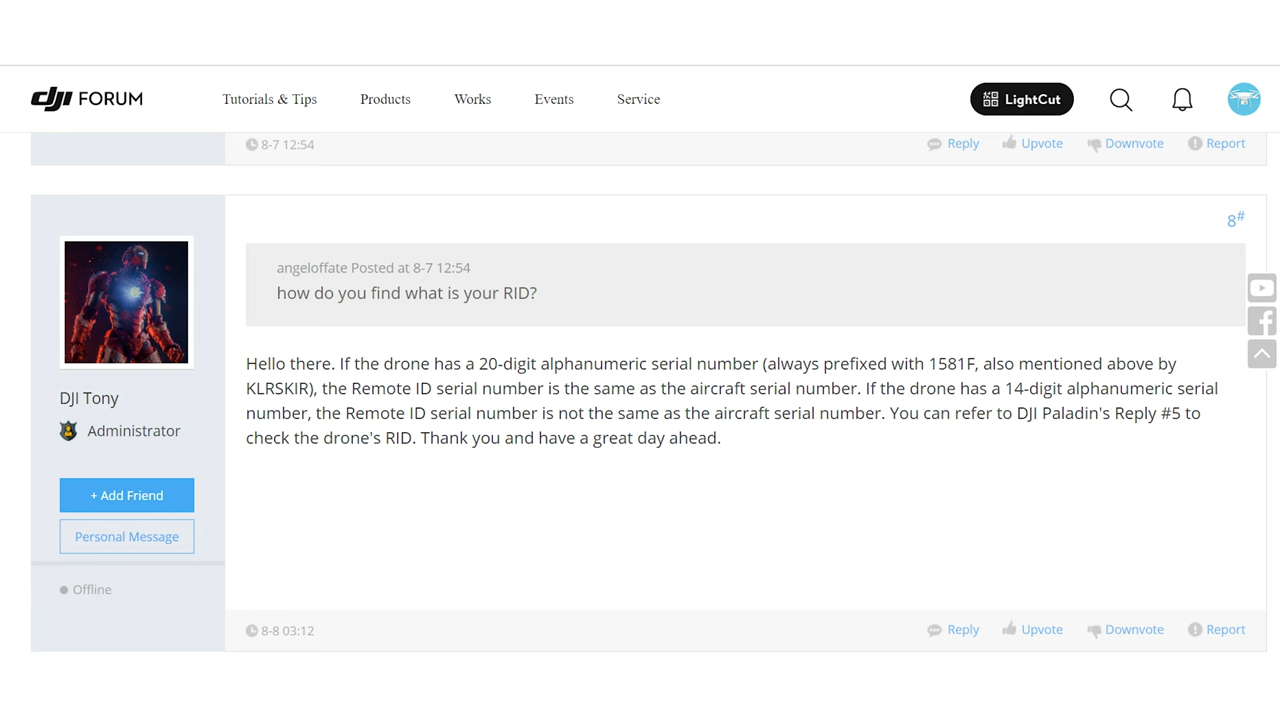 dji FORUM
Tutorials & Tips
Products
Works
Events
Service
LightCut
8-7 12:54
Reply
Upvote
Downvote
Report
8#
angeloffate Posted at 8-7 12:54
how do you find what is your RID?
Hello there. If the drone has a 20-digit alphanumeric serial number (always prefixed with 1581F, also mentioned above by
KLRSKIR), the Remote ID serial number is the same as the aircraft serial number. If the drone has a 14-digit alphanumeric serial
number, the Remote ID serial number is not the same as the aircraft serial number. You can refer to DJI Paladin's Reply #5 to
check the drone's RID. Thank you and have a great day ahead.
DJI Tony
Administrator
+ Add Friend
Personal Message
Offline
8-8 03:12
Reply
Upvote
Downvote
Report